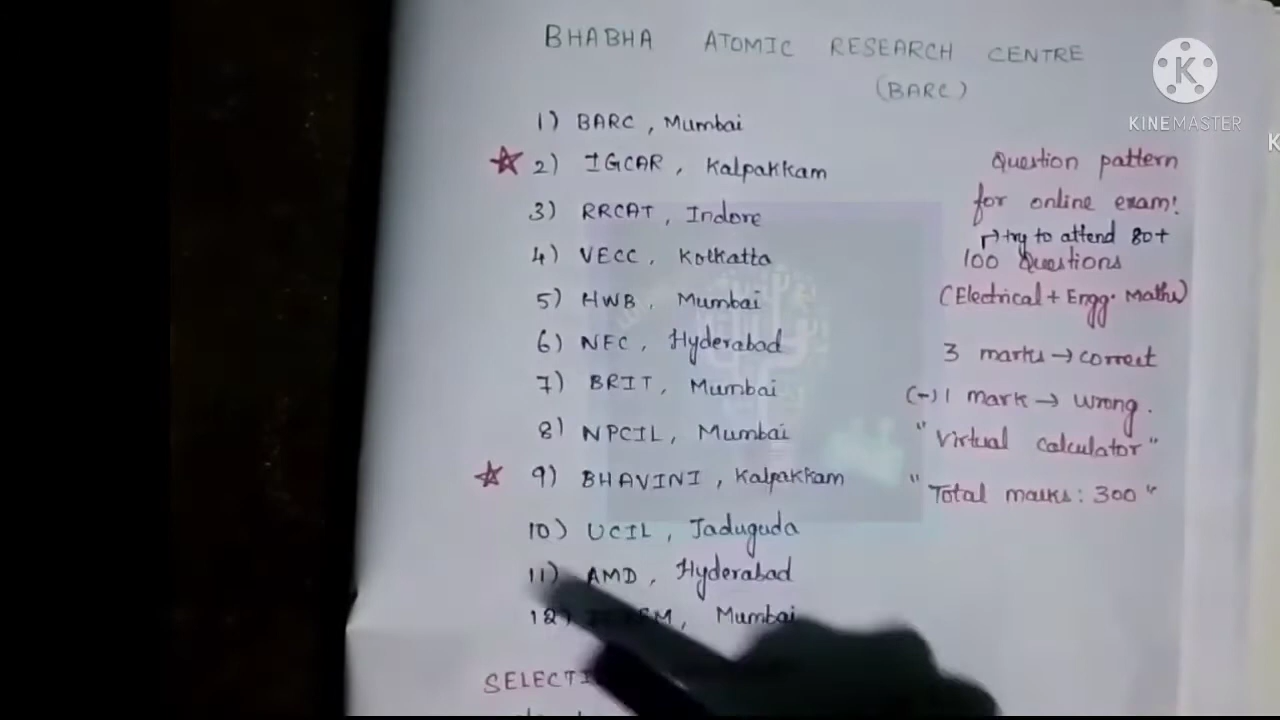 BHABHA ATOMIC RESEARCH CENTRE
(BARC)
1) BARC, Mumbai
2) IGCAR, Kalpakkam
3) RRCAT, Indore
4) VECC, Kolkatta
5) HWB, Mumbai
6) NFC, Hyderabad
7) BRIT, Mumbai
8) NPCIL, Mumbai
9) BHAVINI, Kalpakkam
10) UCIL, Jaduguda
11) AMD, Hyderabad
12) Mumbai
Question pattern
for online exam!
try to attend 80+
100 Questions
(Electrical + Engg. Maths)
3 marks → correct
(-) 1 mark → wrong.
"Virtual calculator"
"Total marks: 300"
K
KINEMASTER
K